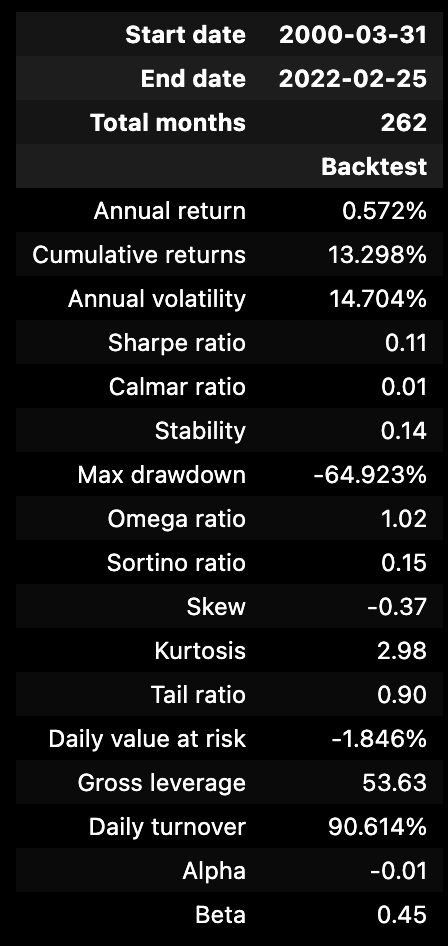 Start date 2000-03-31
End date 2022-02-25
Total months 262
Backtest
Annual return 0.572%
Cumulative returns 13.298%
Annual volatility 14.704%
Sharpe ratio 0.11
Calmar ratio 0.01
Stability 0.14
Max drawdown -64.923%
Omega ratio 1.02
Sortino ratio 0.15
Skew -0.37
Kurtosis 2.98
Tail ratio 0.90
Daily value at risk -1.846%
Gross leverage 53.63
Daily turnover 90.614%
Alpha -0.01
Beta 0.45